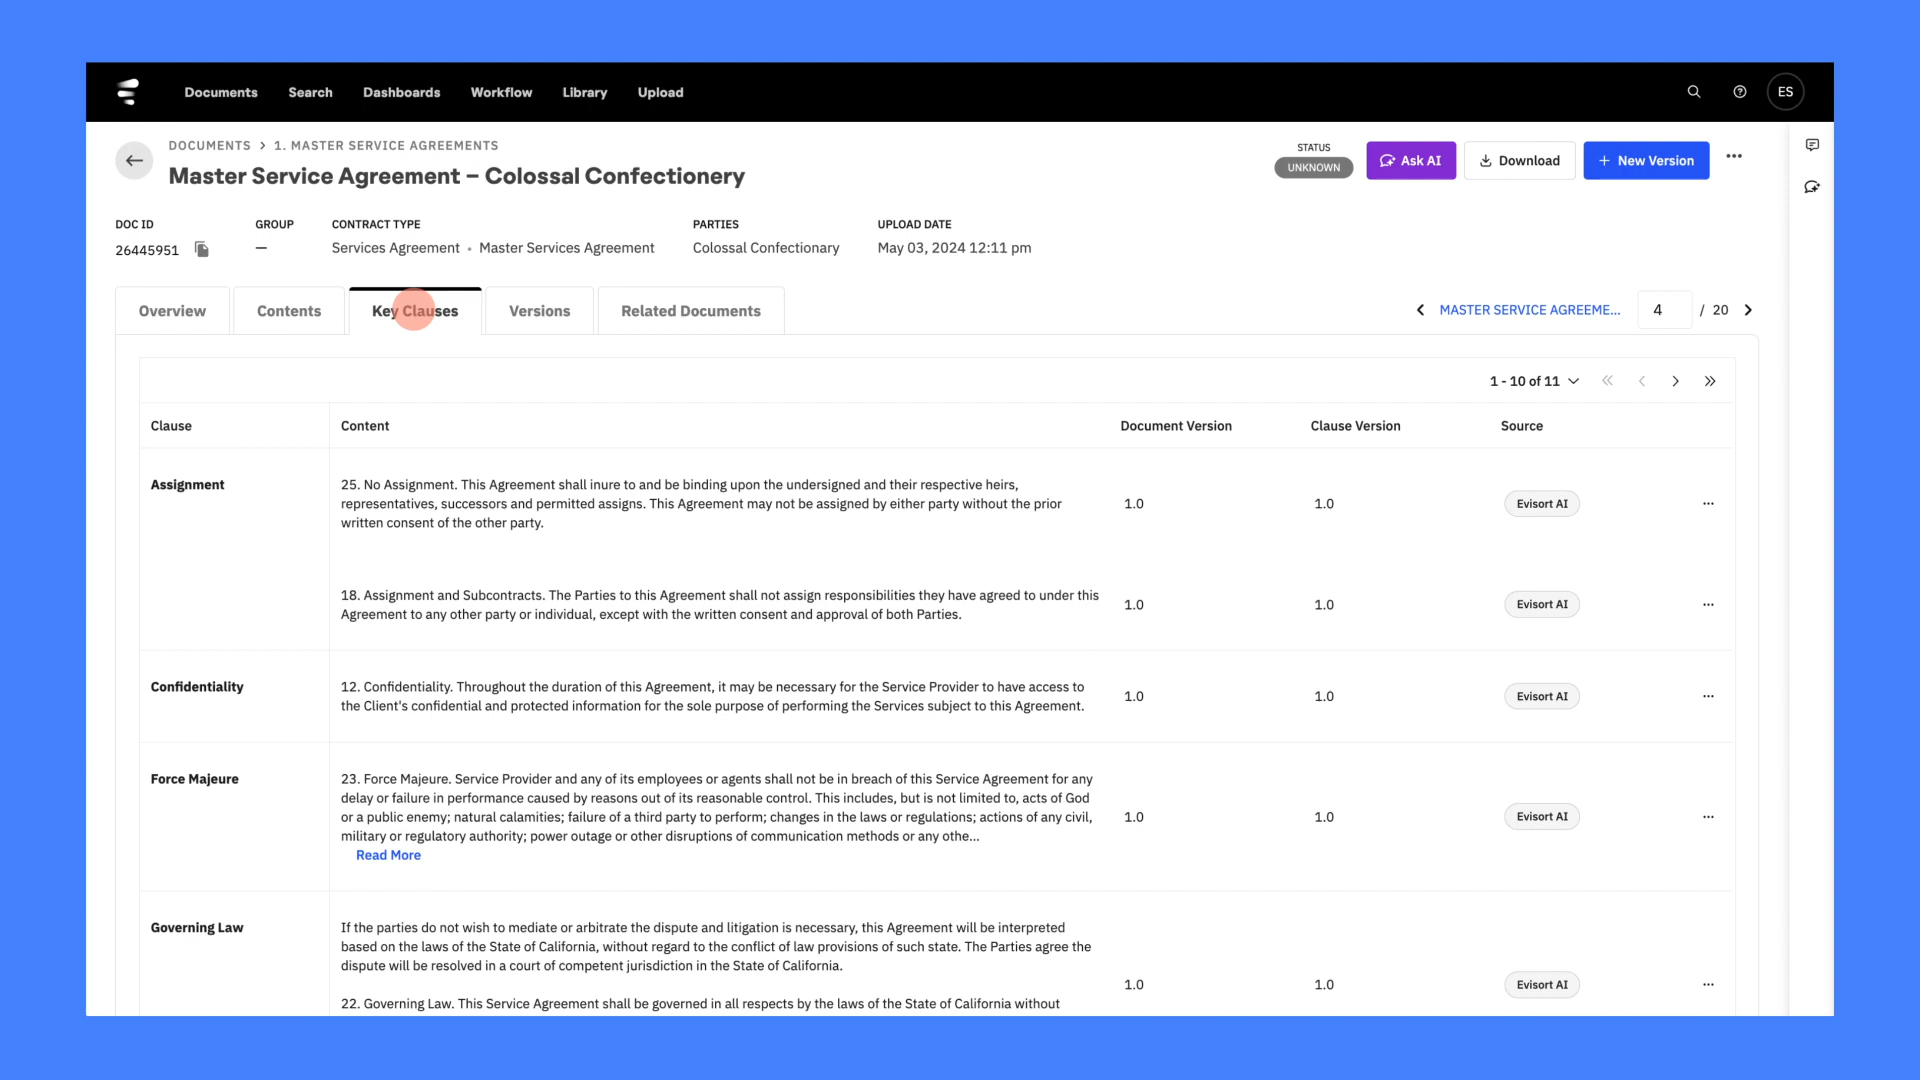 Documents Search Dashboards Workflow Library Upload ES
DOCUMENTS > 1. MASTER SERVICE AGREEMENTS
Master Service Agreement – Colossal Confectionery
STATUS
UNKNOWN
Ask AI
Download
+ New Version
DOC ID
26445951
GROUP
—
CONTRACT TYPE
Services Agreement • Master Services Agreement
PARTIES
Colossal Confectionary
UPLOAD DATE
May 03, 2024 12:11 pm
Overview Contents Key Clauses Versions Related Documents
MASTER SERVICE AGREEME... 4 / 20
1 - 10 of 11
Clause Content Document Version Clause Version Source
Assignment
25. No Assignment. This Agreement shall inure to and be binding upon the undersigned and their respective heirs,
representatives, successors and permitted assigns. This Agreement may not be assigned by either party without the prior
written consent of the other party.
1.0 1.0 Evisort AI ...
18. Assignment and Subcontracts. The Parties to this Agreement shall not assign responsibilities they have agreed to under this
Agreement to any other party or individual, except with the written consent and approval of both Parties.
1.0 1.0 Evisort AI ...
Confidentiality
12. Confidentiality. Throughout the duration of this Agreement, it may be necessary for the Service Provider to have access to
the Client's confidential and protected information for the sole purpose of performing the Services subject to this Agreement.
1.0 1.0 Evisort AI ...
Force Majeure
23. Force Majeure. Service Provider and any of its employees or agents shall not be in breach of this Service Agreement for any
delay or failure in performance caused by reasons out of its reasonable control. This includes, but is not limited to, acts of God
or a public enemy; natural calamities; failure of a third party to perform; changes in the laws or regulations; actions of any civil,
military or regulatory authority; power outage or other disruptions of communication methods or any othe...
Read More
1.0 1.0 Evisort AI ...
Governing Law
If the parties do not wish to mediate or arbitrate the dispute and litigation is necessary, this Agreement will be interpreted
based on the laws of the State of California, without regard to the conflict of law provisions of such state. The Parties agree the
dispute will be resolved in a court of competent jurisdiction in the State of California.
1.0 1.0 Evisort AI ...
22. Governing Law. This Service Agreement shall be governed in all respects by the laws of the State of California without